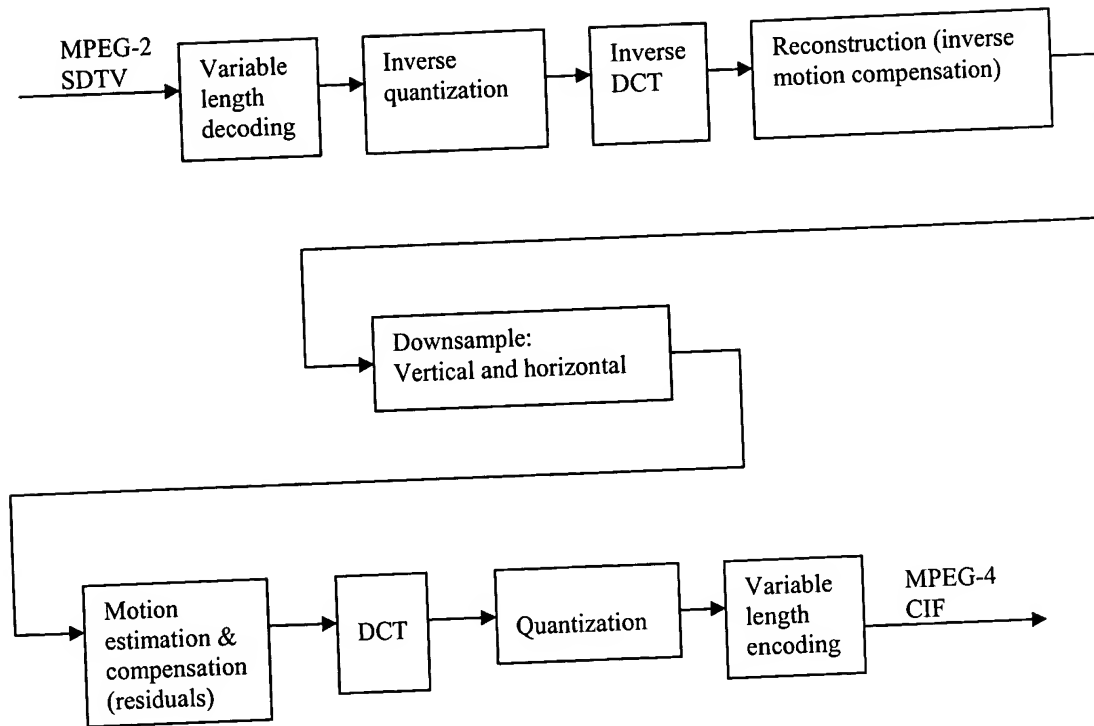 MPEG-2
SDTV
Variable
length
decoding
Inverse
quantization
Inverse
DCT
Reconstruction (inverse
motion compensation)
Downsample:
Vertical and horizontal
Motion
estimation &
compensation
(residuals)
DCT
Quantization
Variable
length
encoding
MPEG-4
CIF